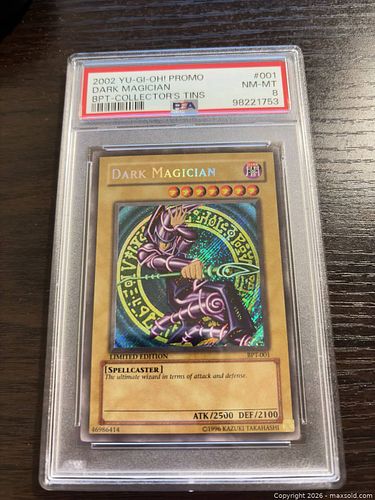 2002 YU-GI-OH! PROMO #001
DARK MAGICIAN NM-MT
BPT-COLLECTOR'S TINS 8
PSA 98221753
DARK MAGICIAN
LIMITED EDITION BPT-001
[SPELLCASTER]
The ultimate wizard in terms of attack and defense.
ATK/2500 DEF/2100
46986414 ©1996 KAZUKI TAKAHASHI
Copyright 2026 - maxsold.com